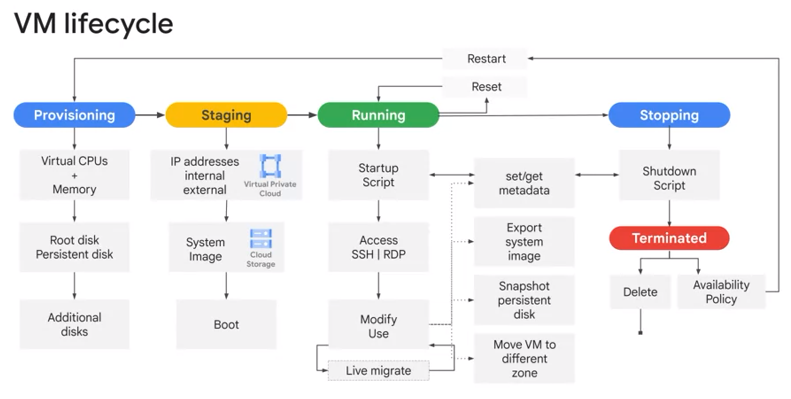 VM lifecycle
Restart
Reset
Provisioning
Staging
Running
Stopping
Virtual CPUs
+
Memory
Root disk
Persistent disk
Additional
disks
IP addresses
internal
external
Virtual Private
Cloud
System
Image
Cloud
Storage
Boot
Startup
Script
Access
SSH | RDP
Modify
Use
Live migrate
set/get
metadata
Export
system
image
Snapshot
persistent
disk
Move VM to
different
zone
Shutdown
Script
Terminated
Delete
Availability
Policy